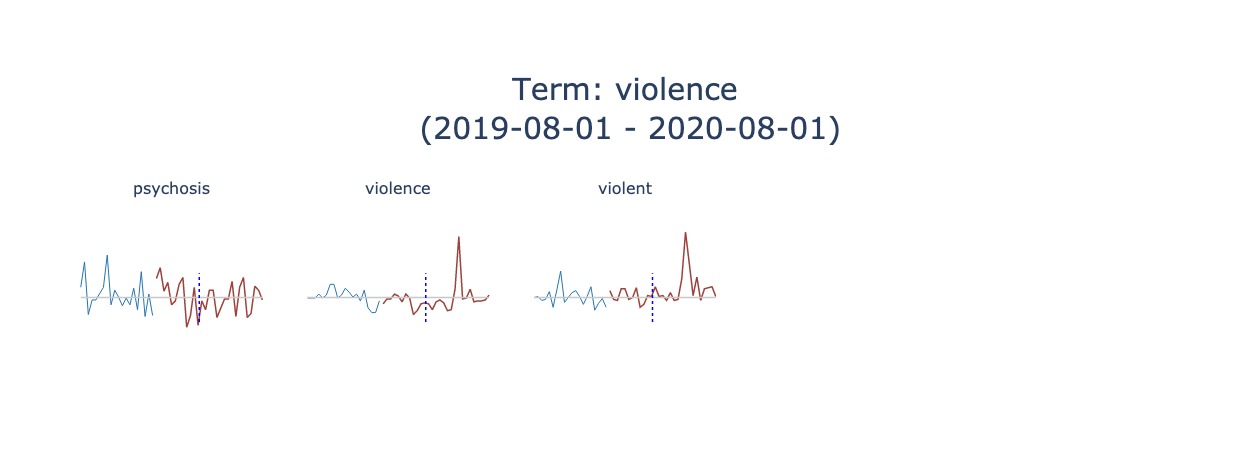 Term: violence
(2019-08-01 - 2020-08-01)
psychosis
violence
violent